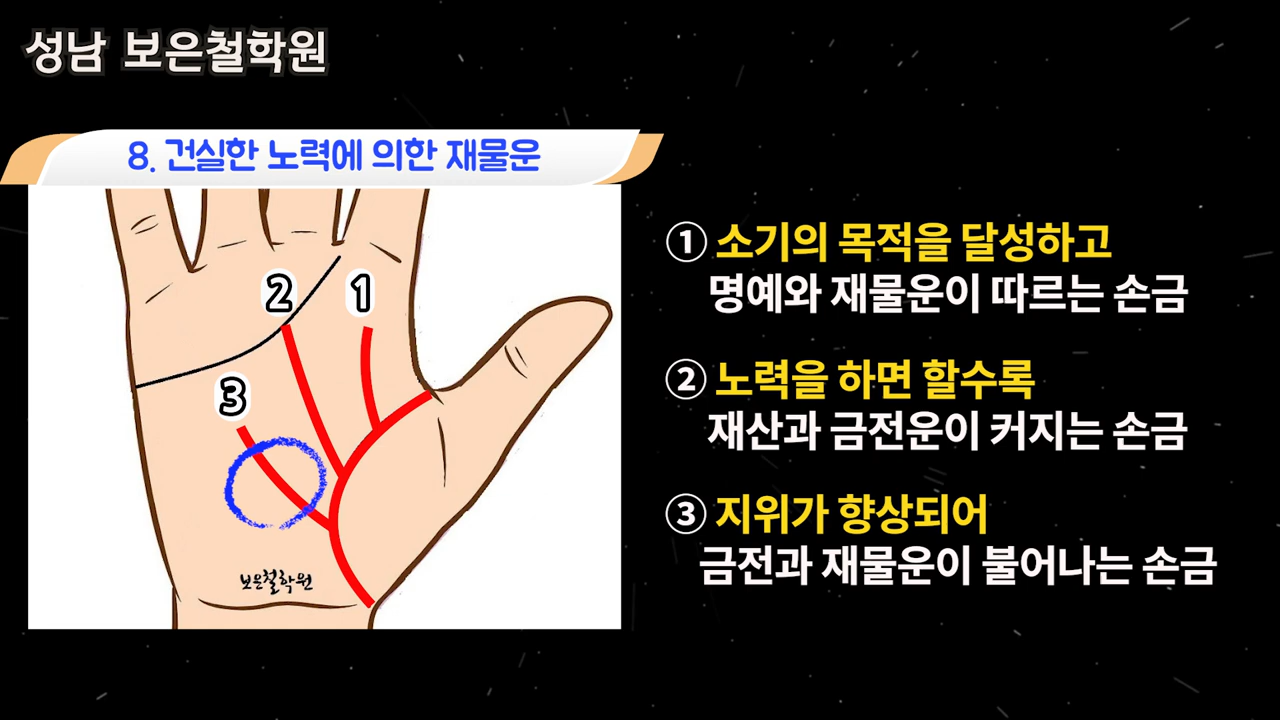 성남 보은철학원
8. 건실한 노력에 의한 재물운
2
1
3
보은철학원
① 소기의 목적을 달성하고
명예와 재물운이 따르는 손금
② 노력을 하면 할수록
재산과 금전운이 커지는 손금
③ 지위가 향상되어
금전과 재물운이 불어나는 손금